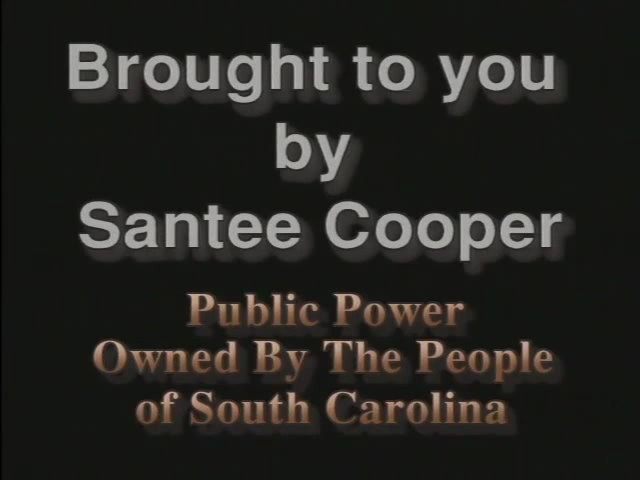 Brought to you
by
Santee Cooper
Public Power
Owned By The People
of South Carolina